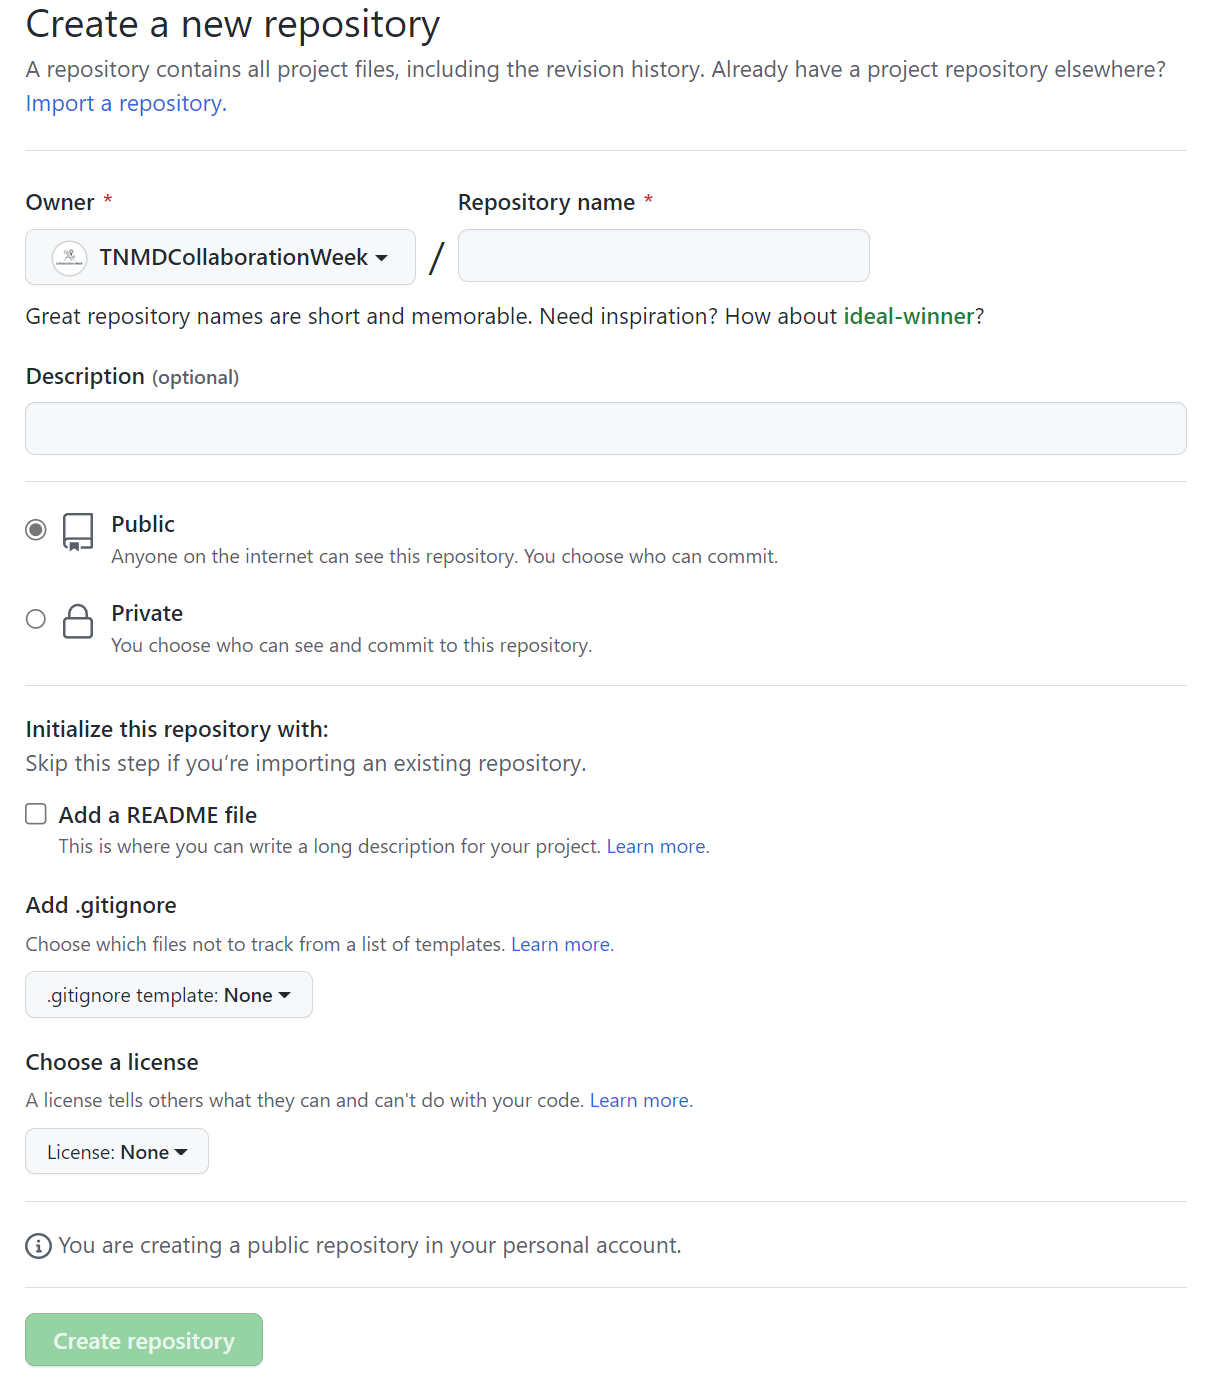 Create a new repository
A repository contains all project files, including the revision history. Already have a project repository elsewhere?
Import a repository.
Owner *
Repository name *
TNMDCollaborationWeek
/
Great repository names are short and memorable. Need inspiration? How about ideal-winner?
Description (optional)
Public
Anyone on the internet can see this repository. You choose who can commit.
Private
You choose who can see and commit to this repository.
Initialize this repository with:
Skip this step if you’re importing an existing repository.
Add a README file
This is where you can write a long description for your project. Learn more.
Add .gitignore
Choose which files not to track from a list of templates. Learn more.
.gitignore template: None
Choose a license
A license tells others what they can and can't do with your code. Learn more.
License: None
You are creating a public repository in your personal account.
Create repository